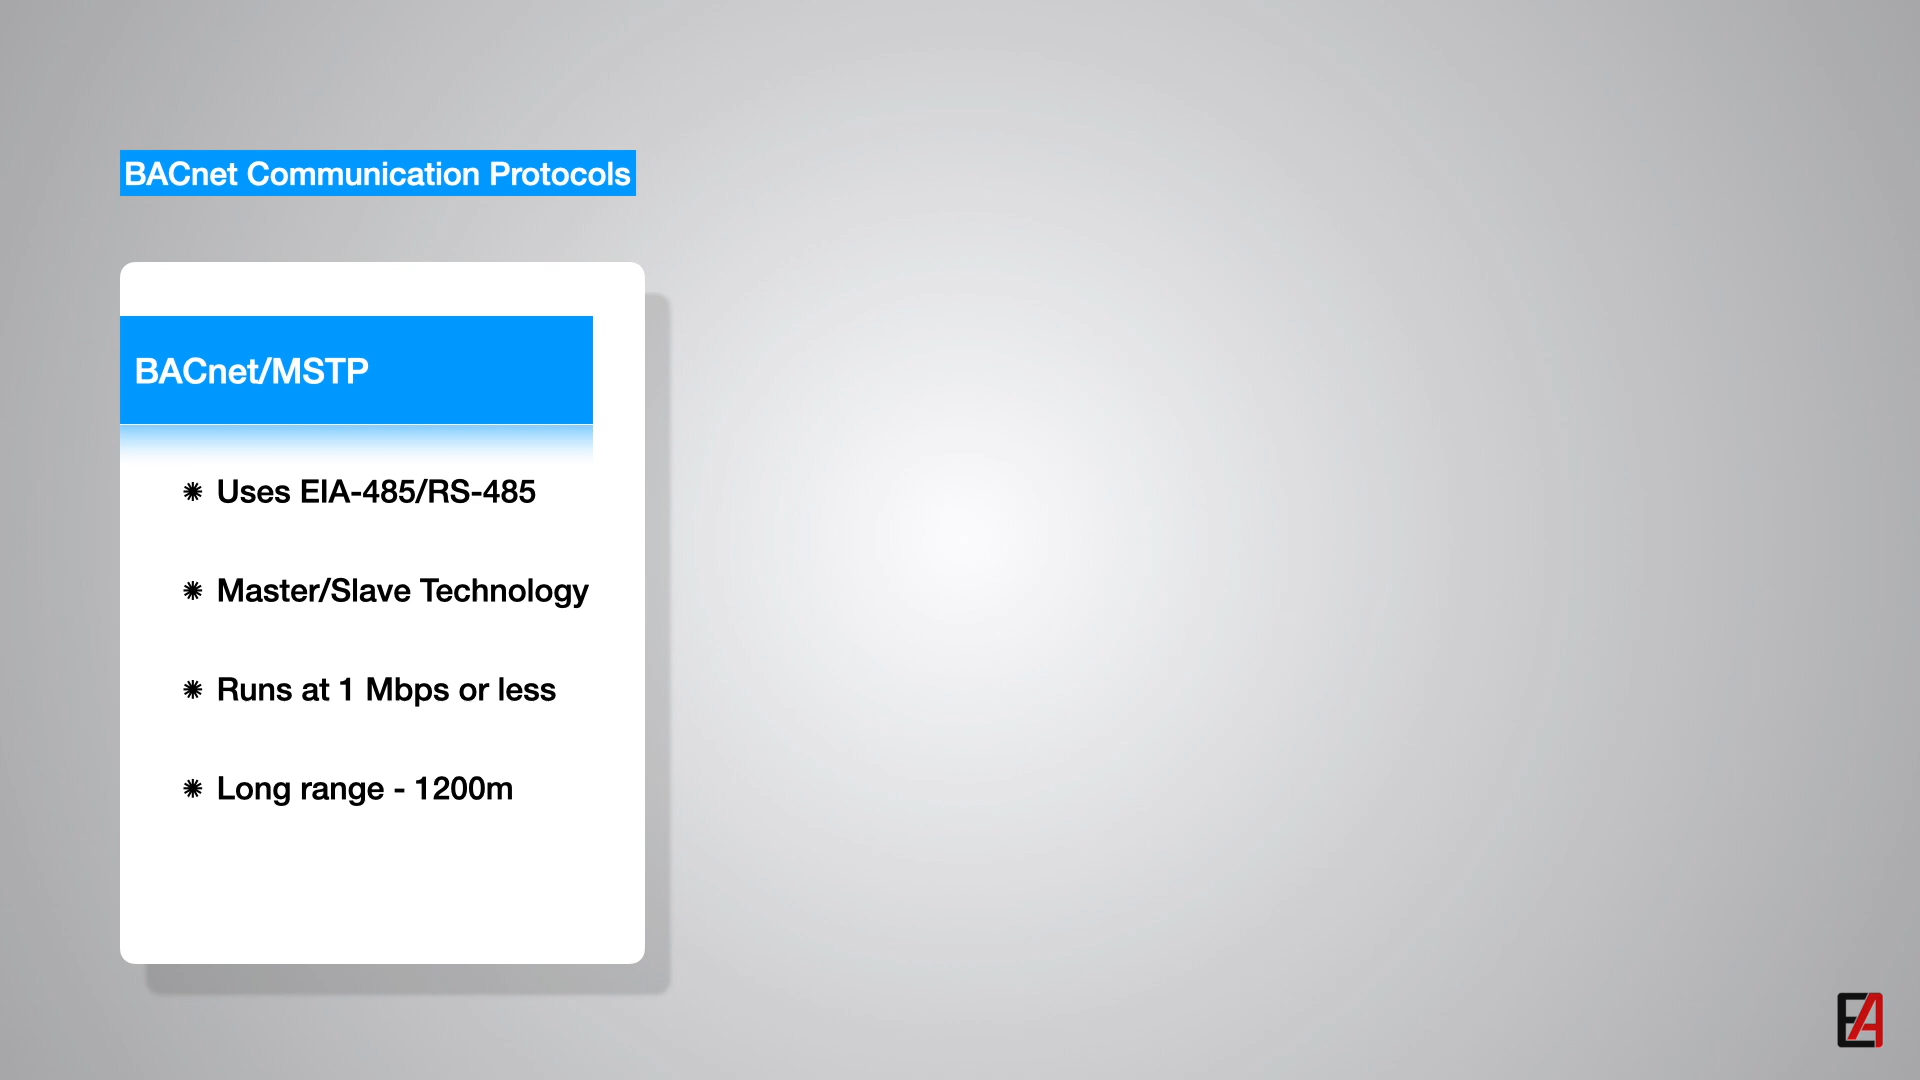 BACnet Communication Protocols
BACnet/MSTP
Uses EIA-485/RS-485
Master/Slave Technology
Runs at 1 Mbps or less
Long range - 1200m
EA